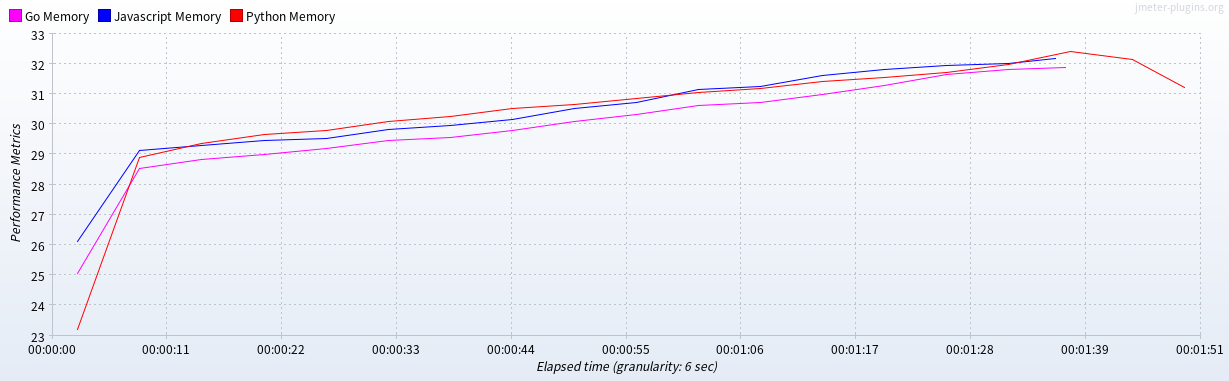 jmeter-plugins.org
Go Memory Javascript Memory Python Memory
33
32
31
30
29
28
27
26
25
24
23
Performance Metrics
00:00:00 00:00:11 00:00:22 00:00:33 00:00:44 00:00:55 00:01:06 00:01:17 00:01:28 00:01:39 00:01:51
Elapsed time (granularity: 6 sec)